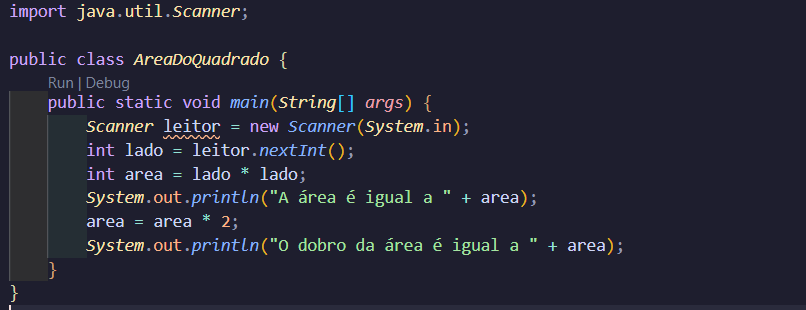 import java.util.Scanner;
public class AreaDoQuadrado {
Run | Debug
public static void main(String[] args) {
Scanner leitor = new Scanner(System.in);
int lado = leitor.nextInt();
int area = lado * lado;
System.out.println("A área é igual a " + area);
area = area * 2;
System.out.println("O dobro da área é igual a " + area);
}
}